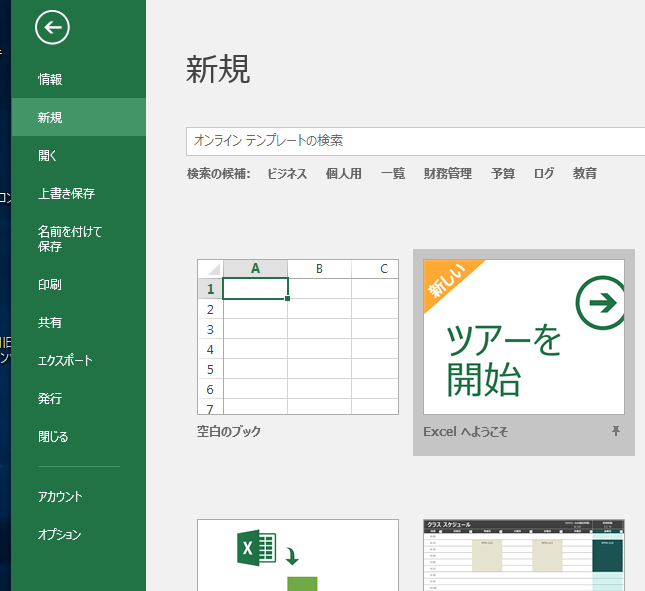 情報
新規
開く
上書き保存
名前を付けて
保存
印刷
共有
エクスポート
発行
閉じる
アカウント
オプション
新規
オンライン テンプレートの検索
検索の候補: ビジネス 個人用 一覧 財務管理 予算 ログ 教育
A B C
1
2
3
4
5
6
7
空白のブック
新しい
ツアーを
開始
Excel へようこそ
X
クラス スケジュール